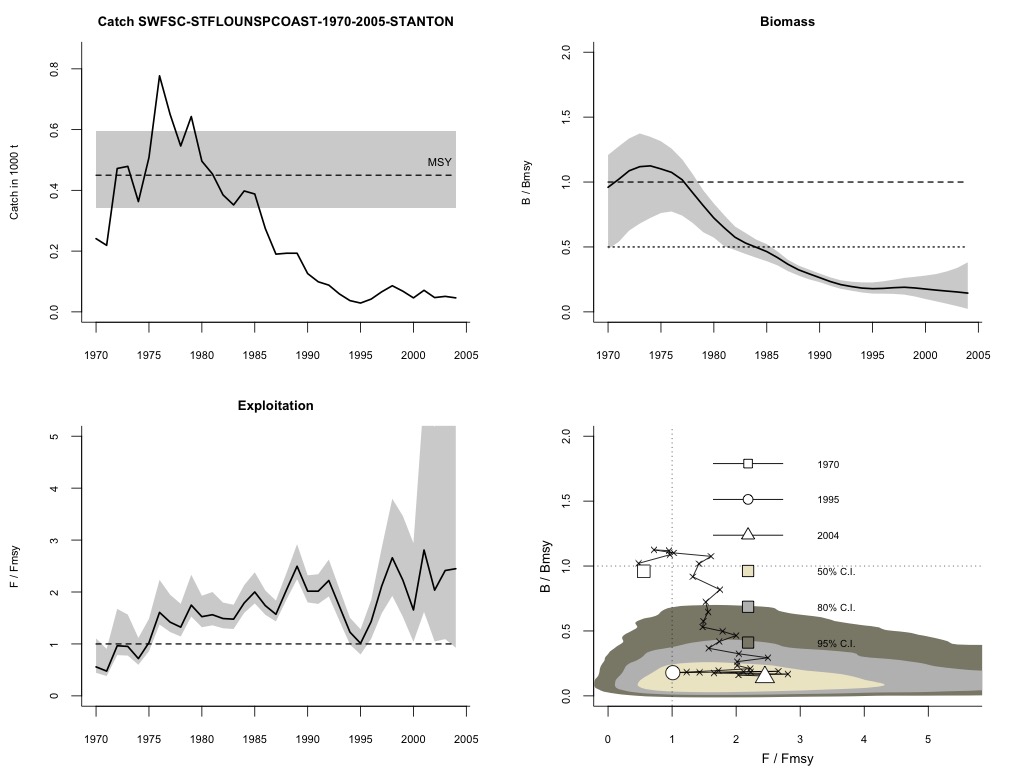 Catch SWFSC-STFLOUNSPCOAST-1970-2005-STANTON
Catch in 1000 t
0.8
0.6
0.4
0.2
0.0
MSY
1970 1975 1980 1985 1990 1995 2000 2005
Biomass
B / Bmsy
2.0
1.5
1.0
0.5
0.0
1970 1975 1980 1985 1990 1995 2000 2005
Exploitation
F / Fmsy
5
4
3
2
1
0
1970 1975 1980 1985 1990 1995 2000 2005
B / Bmsy
2.0
1.5
1.0
0.5
0.0
1970
1995
2004
50% C.I.
80% C.I.
95% C.I.
0 1 2 3 4 5
F / Fmsy